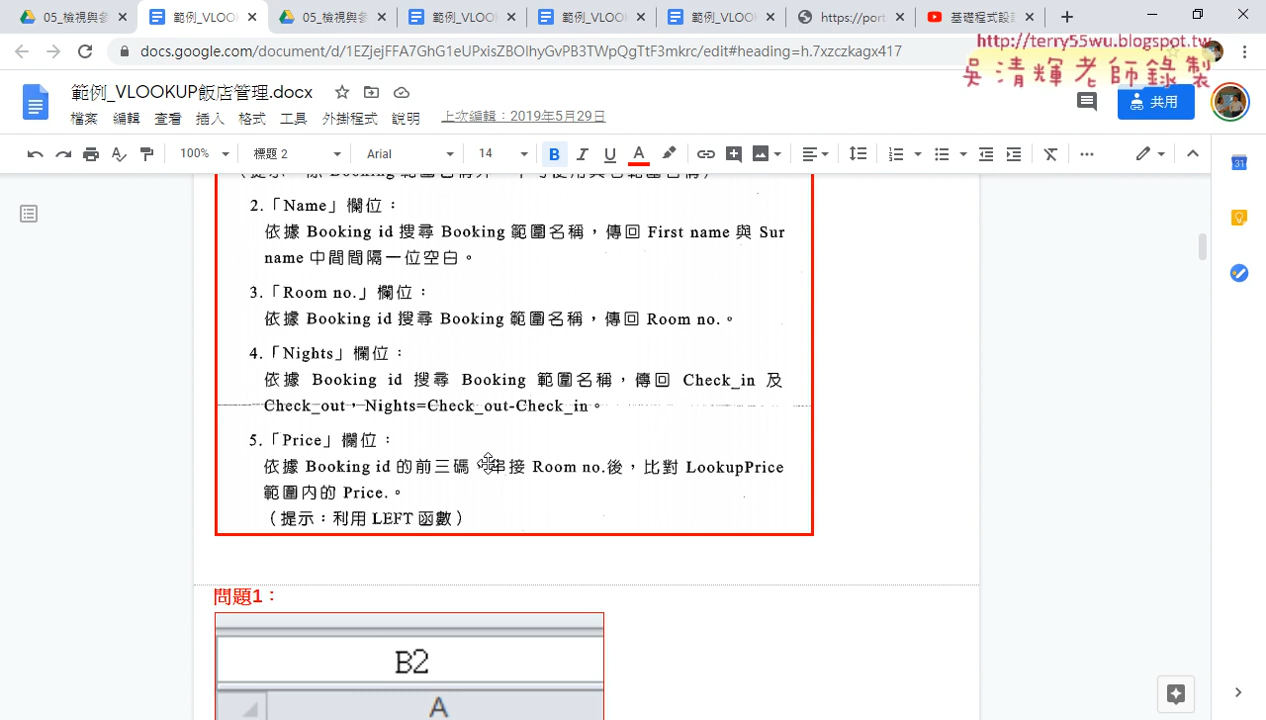 05_檢視與參
範例_VLOO
05_檢視與參
範例_VLOOK
範例_VLOO
範例_VLOO
https://port
基礎程式設
docs.google.com/document/d/1EZjejFFA7GhG1eUPxisZBOlhyGvPB3TWpQgTtF3mkrc/edit#heading=h.7xzczkagx417
http://terry55wu.blogspot.tw
吳清輝老師錄製
範例_VLOOKUP飯店管理.docx
檔案 編輯 查看 插入 格式 工具 外掛程式 說明 上次編輯：2019年5月29日
共用
100% 標題 2 Arial 14 B I U A
31
2.「Name」欄位：
依據 Booking id 搜尋 Booking 範圍名稱，傳回 First name 與 Sur
name 中間間隔一位空白。
3.「Room no.」欄位：
依據 Booking id 搜尋 Booking 範圍名稱，傳回 Room no.。
4.「Nights」欄位：
依據 Booking id 搜尋 Booking 範圍名稱，傳回 Check_in 及
Check_out，Nights=Check_out-Check_in。
5.「Price」欄位：
依據 Booking id 的前三碼，串接 Room no.後，比對 LookupPrice
範圍內的 Price.。
（提示：利用 LEFT 函數）
問題1：
B2
A